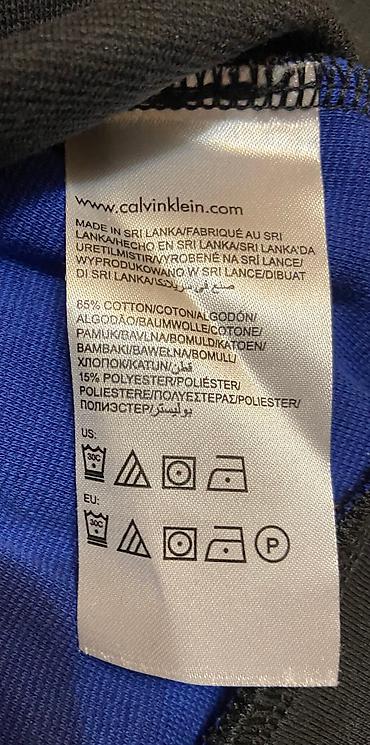 www.calvinklein.com
MADE IN SRI LANKA/FABRIQUÉ AU SRI
LANKA/HECHO EN SRI LANKA/SRI LANKA'DA
URETILMISTIR/VYROBENÉ NA SRÍ LANCE/
WYPRODUKOWANO W SRI LANCE/DIBUAT
DI SRI LANKA/صنع في سريلانكا
85% COTTON/COTON/ALGODÓN/
ALGODÃO/BAUMWOLLE/COTONE/
PAMUK/BAVLNA/BOMULD/KATOEN/
BAMBAKI/BAWEŁNA/BOMULL/
ХЛОПОК/KATUN/قطن
15% POLYESTER/POLIÉSTER/
POLIESTERE/ΠΟΛΥΕΣΤΕΡΑΣ/POLIESTER/
ПОЛИЭСТЕР/بوليستر
US:
30C
EU:
30C P